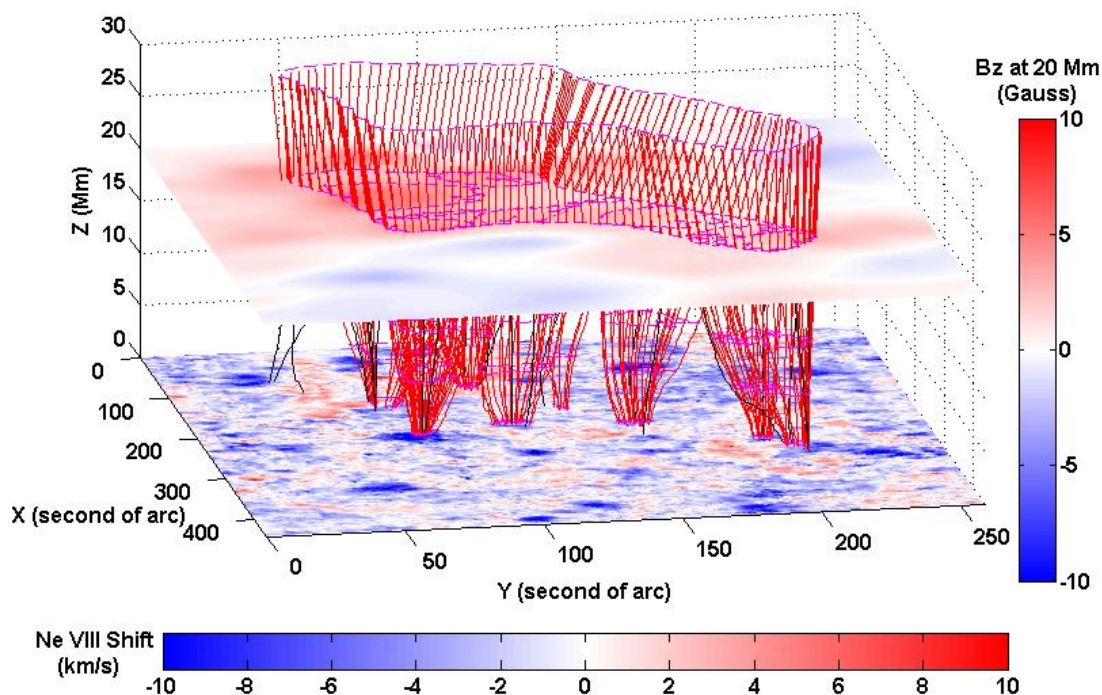 30
25
20
15
10
5
0
Z (Mm)
0
100
200
300
400
X (second of arc)
0
50
100
150
200
250
Y (second of arc)
Bz at 20 Mm
(Gauss)
10
5
0
-5
-10
Ne VIII Shift
(km/s)
-10 -8 -6 -4 -2 0 2 4 6 8 10